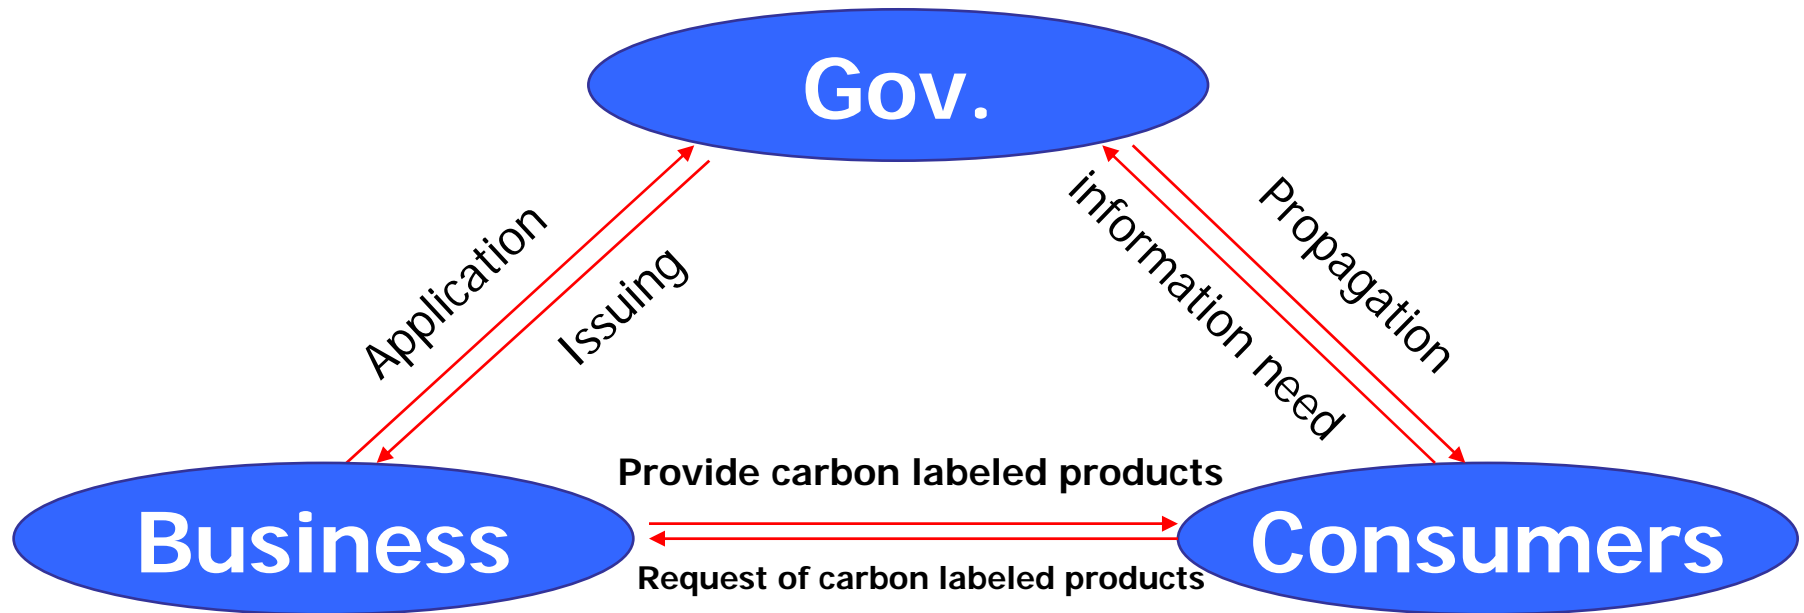 Gov.
Application
Issuing
information need
Propagation
Provide carbon labeled products
Business
Consumers
Request of carbon labeled products